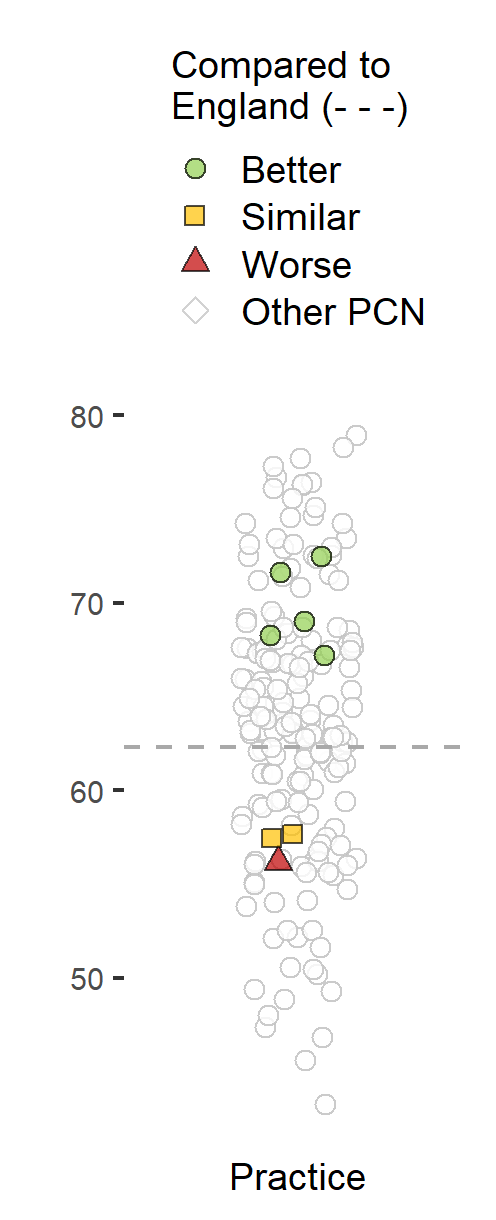 Compared to
England (- - -)
Better
Similar
Worse
Other PCN
80
70
60
50
Practice